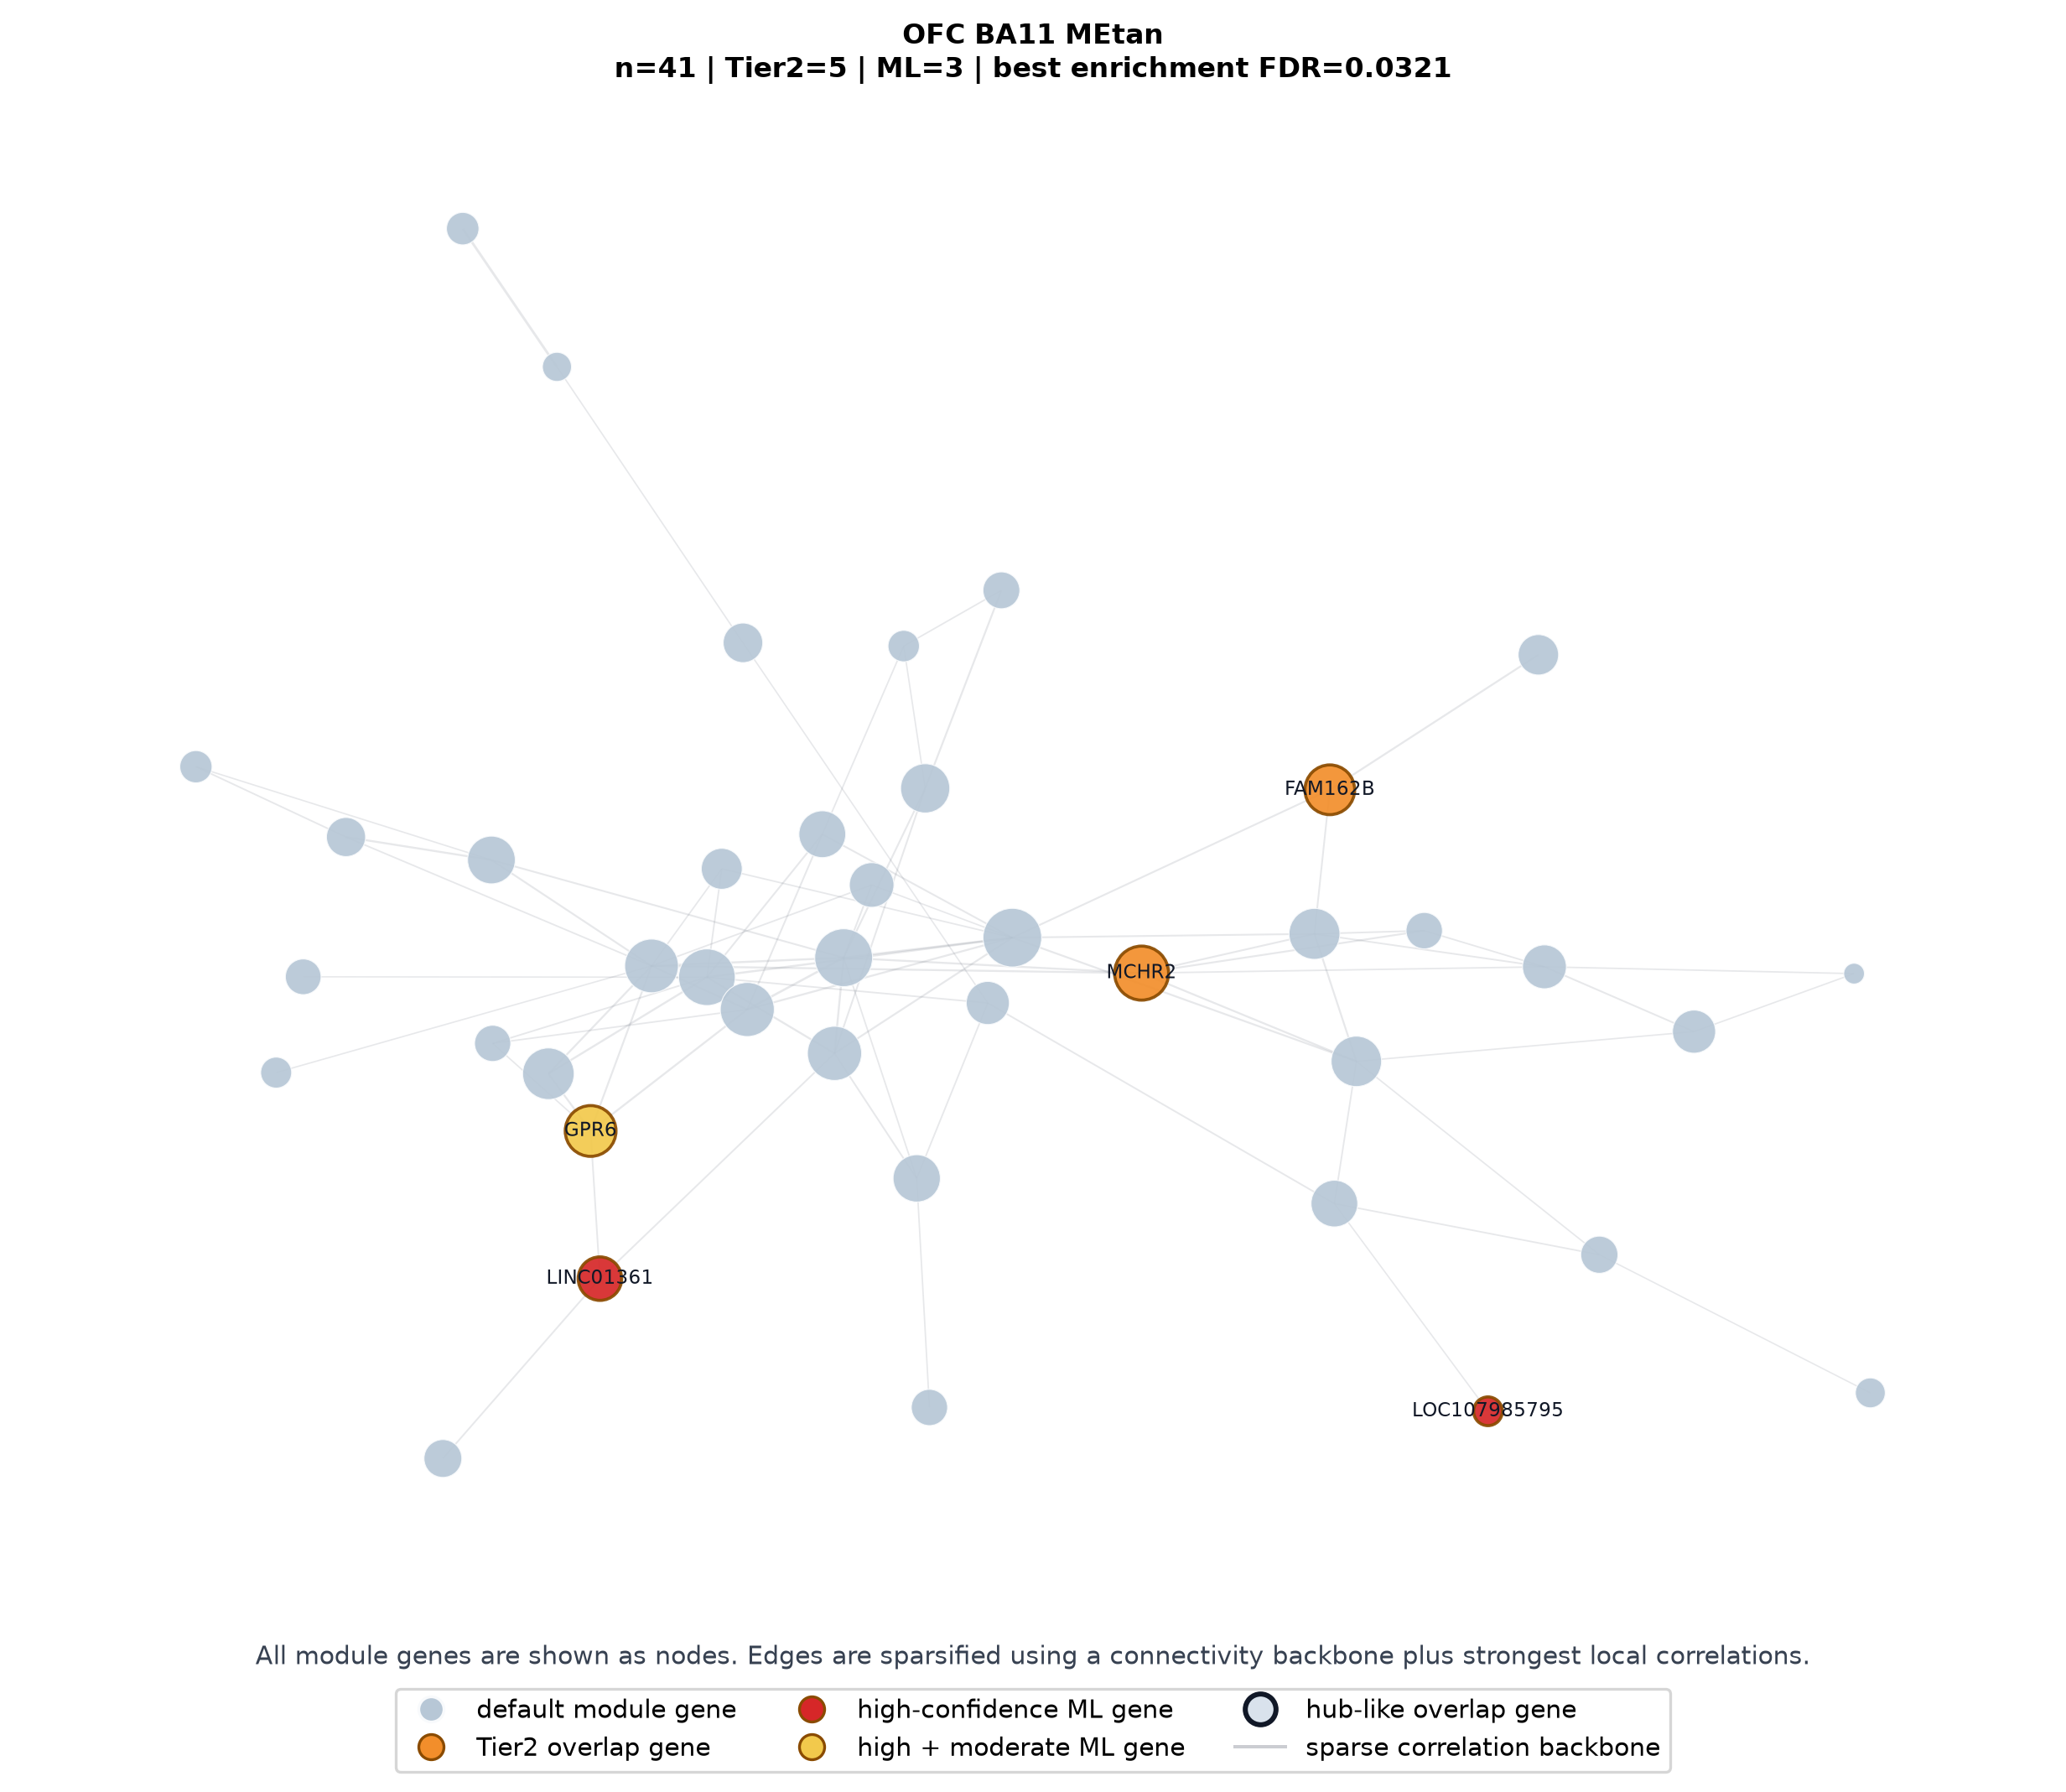 OFC BA11 MEtan
n=41 | Tier2=5 | ML=3 | best enrichment FDR=0.0321
FAM162B
MCHR2
GPR6
LINC01361
LOC107985795
All module genes are shown as nodes. Edges are sparsified using a connectivity backbone plus strongest local correlations.
default module gene
Tier2 overlap gene
high-confidence ML gene
high + moderate ML gene
hub-like overlap gene
sparse correlation backbone